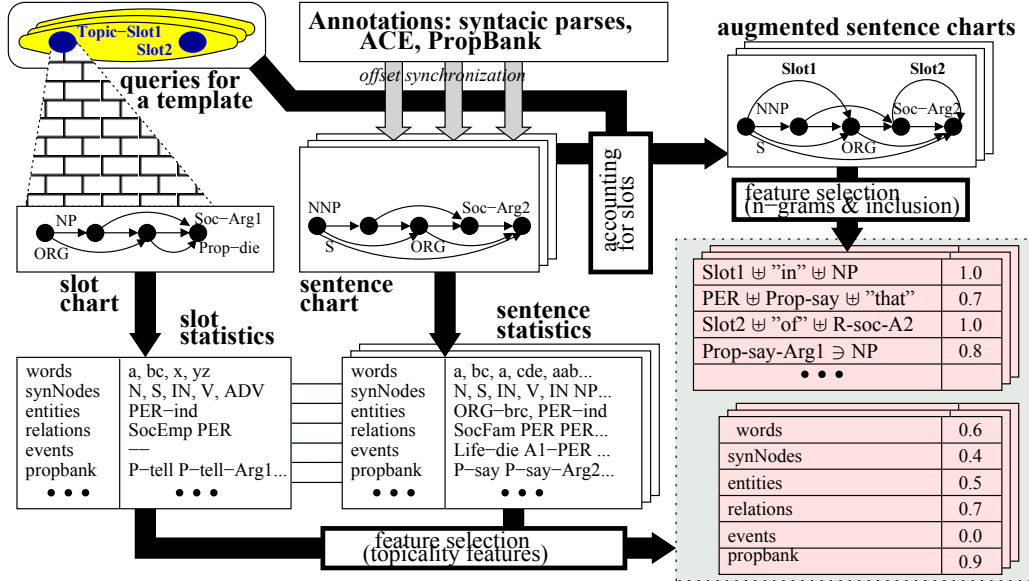 Topic−Slot1
Slot2
queries for
a template
Annotations: syntacic parses,
ACE, PropBank
offset synchronization
augmented sentence charts
Slot1 Slot2
NNP Soc−Arg2
S ORG
accounting
for slots
feature selection
(n−grams & inclusion)
NP Soc−Arg1
ORG Prop−die
slot
chart
NNP Soc−Arg2
S ORG
sentence
chart
slot
statistics
sentence
statistics
words a, bc, x, yz
synNodes N, S, IN, V, ADV
entities PER−ind
relations SocEmp PER
events −−
propbank P−tell P−tell−Arg1...
• • • • • •
words a, bc, a, cde, aab...
synNodes N, S, IN, V, IN NP...
entities ORG−brc, PER−ind
relations SocFam PER PER...
events Life−die A1−PER ...
propbank P−say P−say−Arg2...
• • • • • •
Slot1 ⊎ ”in” ⊎ NP 1.0
PER ⊎ Prop-say ⊎ ”that” 0.7
Slot2 ⊎ ”of” ⊎ R-soc-A2 1.0
Prop-say-Arg1 ∋ NP 0.8
• • •
words 0.6
synNodes 0.4
entities 0.5
relations 0.7
events 0.0
propbank 0.9
feature selection
(topicality features)